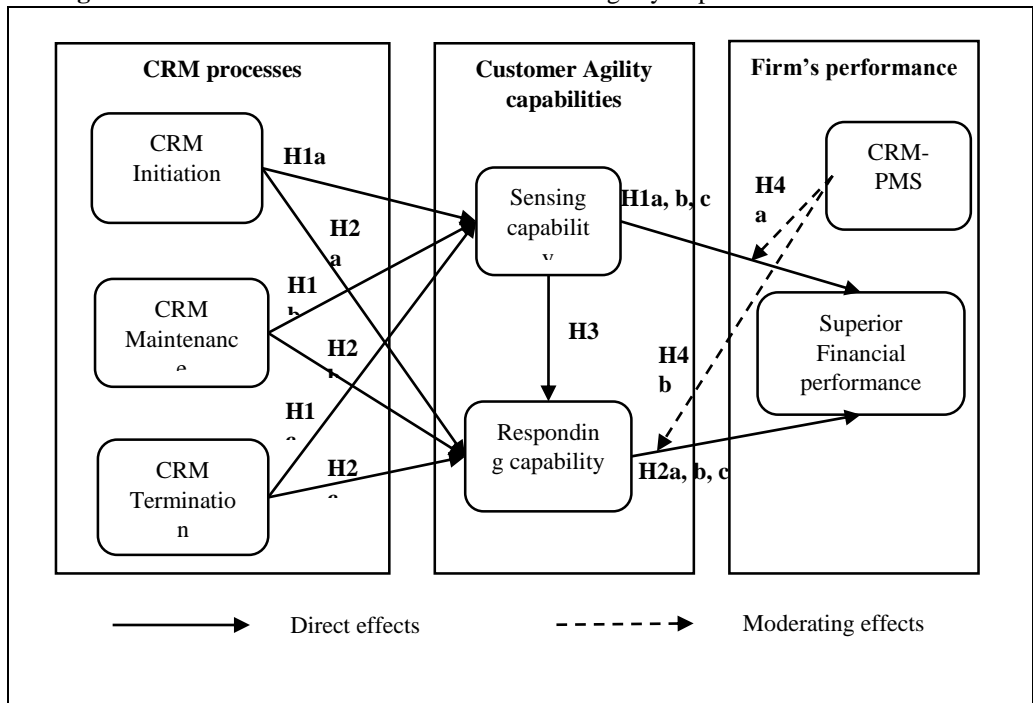 CRM processes
Customer Agility
capabilities
Firm's performance
CRM
Initiation
CRM
Maintenanc
e
CRM
Terminatio
n
H1a
H2
a
H1
b
H2
b
H1
H2
Sensing
capabilit
y
Respondin
g capability
H3
H1a, b, c
H2a, b, c
H4
a
H4
b
CRM-
PMS
Superior
Financial
performance
Direct effects
Moderating effects